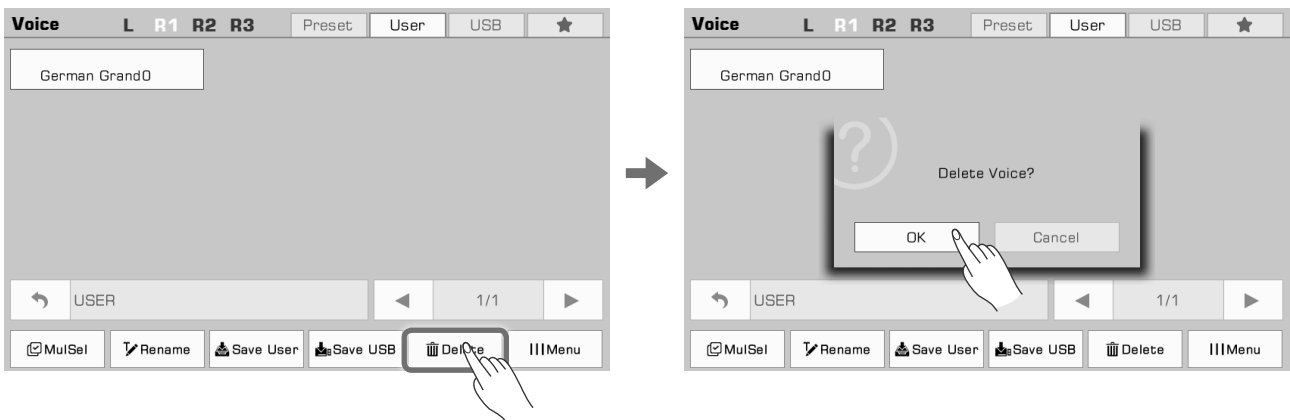 Voice L R1 R2 R3 Preset User USB
German Grand0
USER 1/1
MulSel Rename Save User Save USB Delete Menu
Voice L R1 R2 R3 Preset User USB
German Grand0
Delete Voice?
OK Cancel
USER 1/1
MulSel Rename Save User Save USB Delete Menu